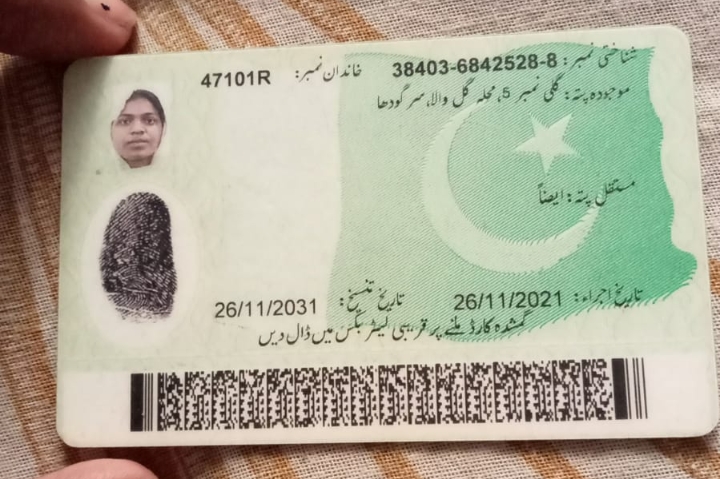 شناختی نمبر: 38403-6842528-8 خاندان نمبر: 47101R
موجودہ پتہ: گلی نمبر 5، محلہ گل والا، سرگودھا
مستقل پتہ: ایضاً
تاریخ اجراء: 26/11/2021 تاریخ تنسیخ: 26/11/2031
گمشدہ کارڈ ملنے پر قریبی لیٹر بکس میں ڈال دیں